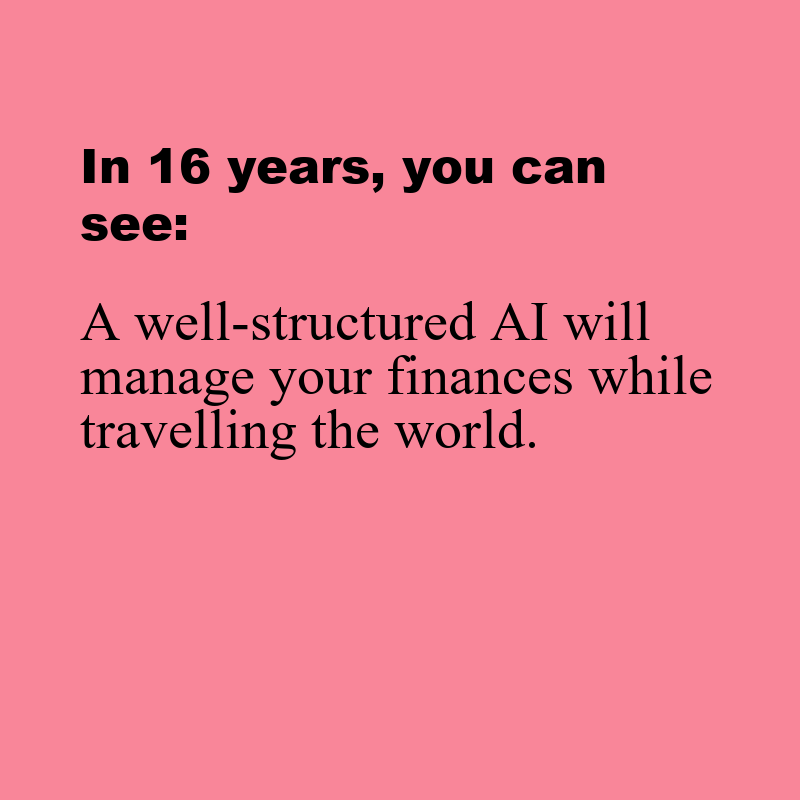 In 16 years, you can
see:
A well-structured AI will
manage your finances while
travelling the world.